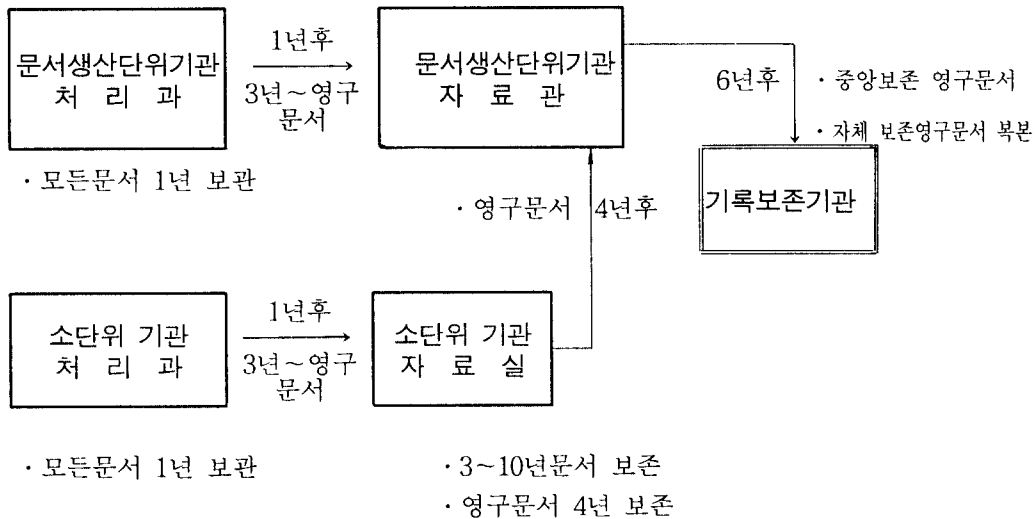 문서생산단위기관
처 리 과
1년후
3년~영구
문서
문서생산단위기관
자 료 관
6년후
· 중앙보존 영구문서
· 자체 보존영구문서 복본
· 모든문서 1년 보관
· 영구문서
4년후
기록보존기관
소단위 기관
처 리 과
1년후
3년~영구
문서
소단위 기관
자 료 실
· 모든문서 1년 보관
· 3~10년문서 보존
· 영구문서 4년 보존